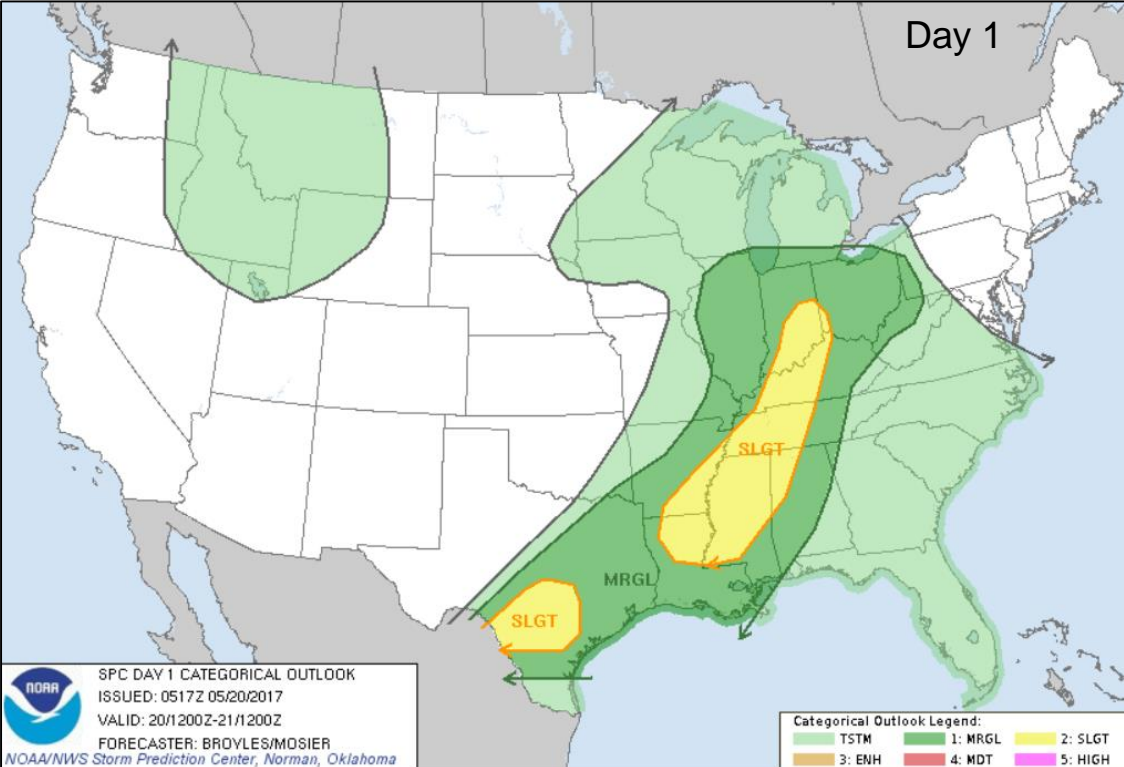 Day 1
SLGT
MRGL
SLGT
NOAA
SPC DAY 1 CATEGORICAL OUTLOOK
ISSUED: 0517Z 05/20/2017
VALID: 20/1200Z-21/1200Z
FORECASTER: BROYLES/MOSIER
NOAA/NWS Storm Prediction Center, Norman, Oklahoma
Categorical Outlook Legend:
TSTM 1: MRGL 2: SLGT
3: ENH 4: MDT 5: HIGH